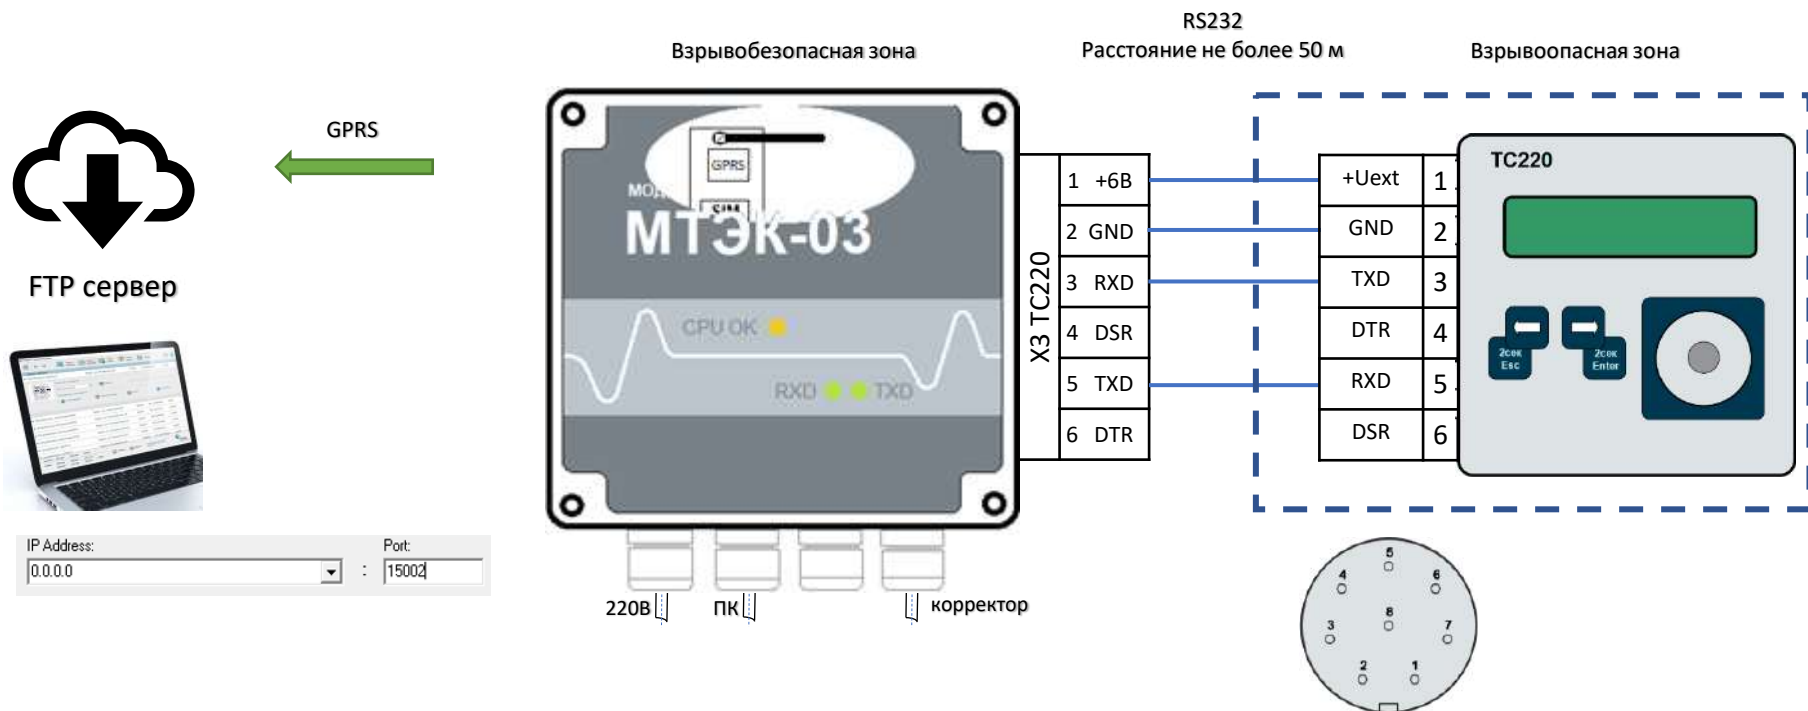 RS232
Взрывобезопасная зона
Расстояние не более 50 м
Взрывоопасная зона
GPRS
FTP сервер
IP Address:
Port:
0.0.0.0
:
15002
GPRS
SIM
МТЭК-03
CPU OK
RXD
TXD
220В
ПК
корректор
X3 TC220
1 +6В
2 GND
3 RXD
4 DSR
5 TXD
6 DTR
+Uext 1
GND 2
TXD 3
DTR 4
RXD 5
DSR 6
TC220
2сек
Esc
2сек
Enter
5
4
6
8
3
7
2
1